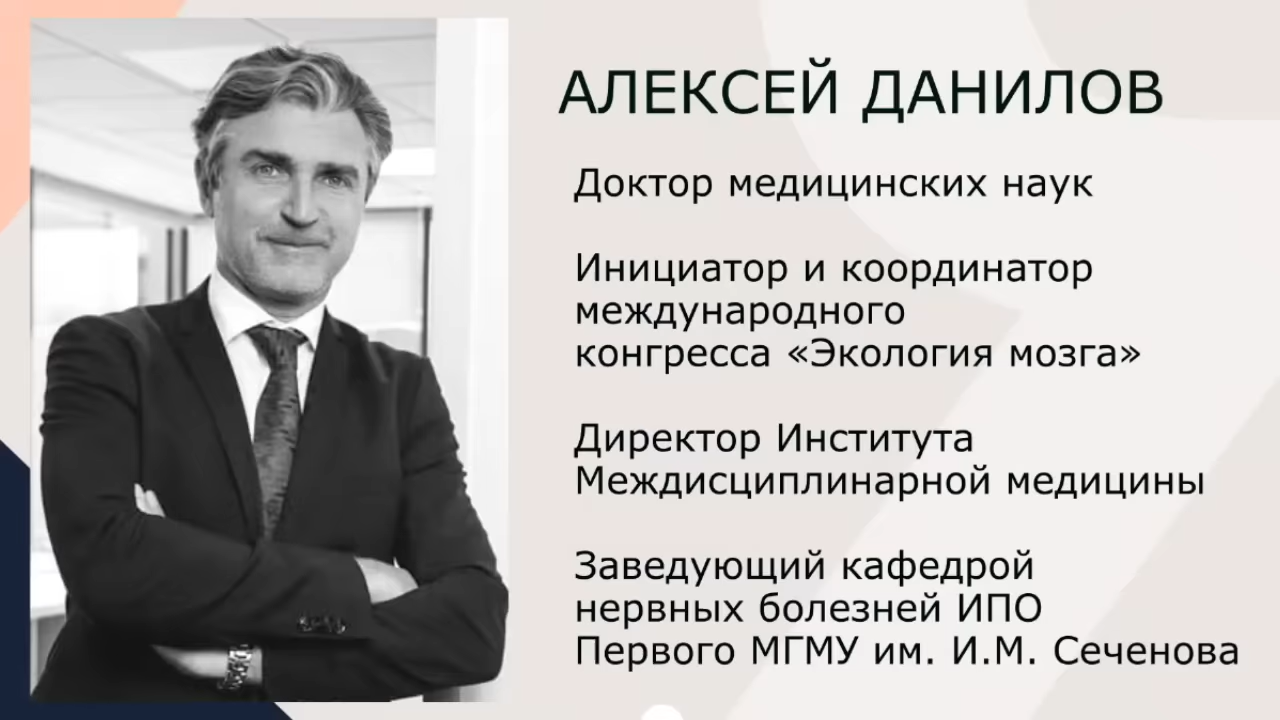 АЛЕКСЕЙ ДАНИЛОВ
Доктор медицинских наук
Инициатор и координатор
международного
конгресса «Экология мозга»
Директор Института
Междисциплинарной медицины
Заведующий кафедрой
нервных болезней ИПО
Первого МГМУ им. И.М. Сеченова